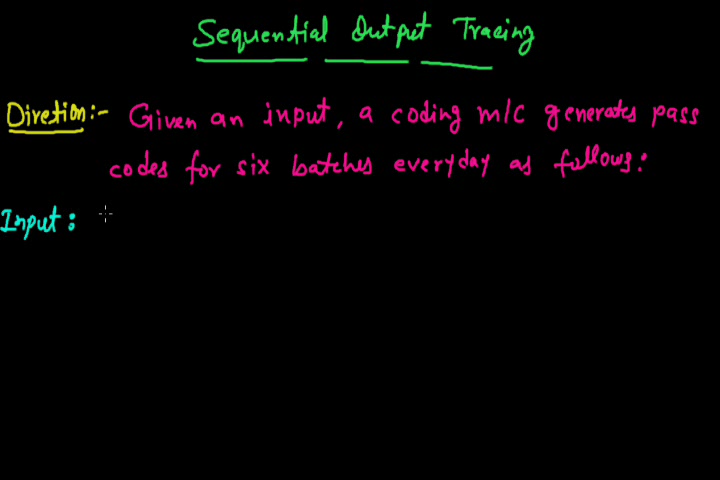 Sequential Output Tracing
Diretion:- Given an input, a coding m/c generates pass
codes for six batches everyday as follows:
Input: